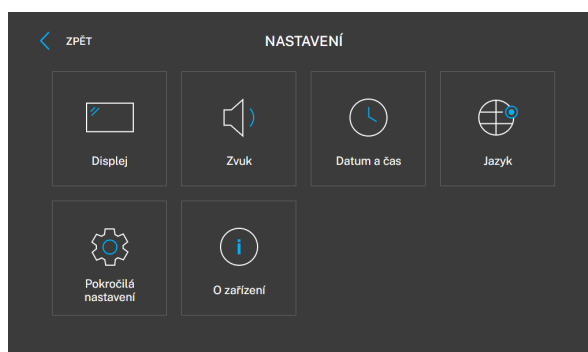 ZPĚT
NASTAVENÍ
Displej
Zvuk
Datum a čas
Jazyk
Pokročilá
nastavení
O zařízení